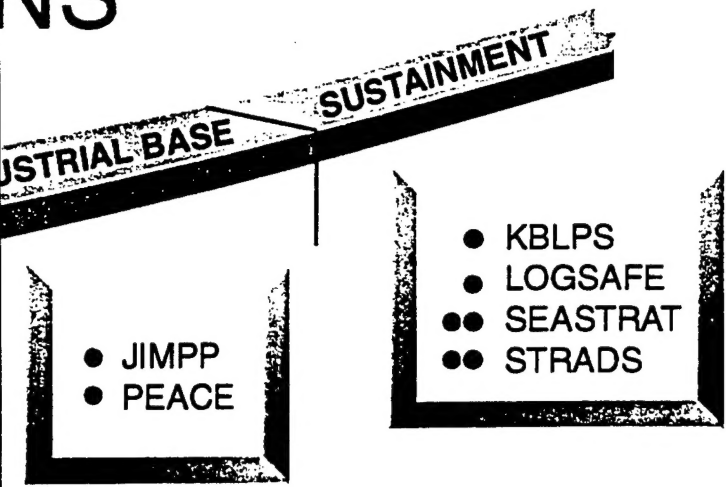 NS
SUSTAINMENT
USTRIAL BASE
● KBLPS
● LOGSAFE
●● SEASTRAT
●● STRADS
● JIMPP
● PEACE